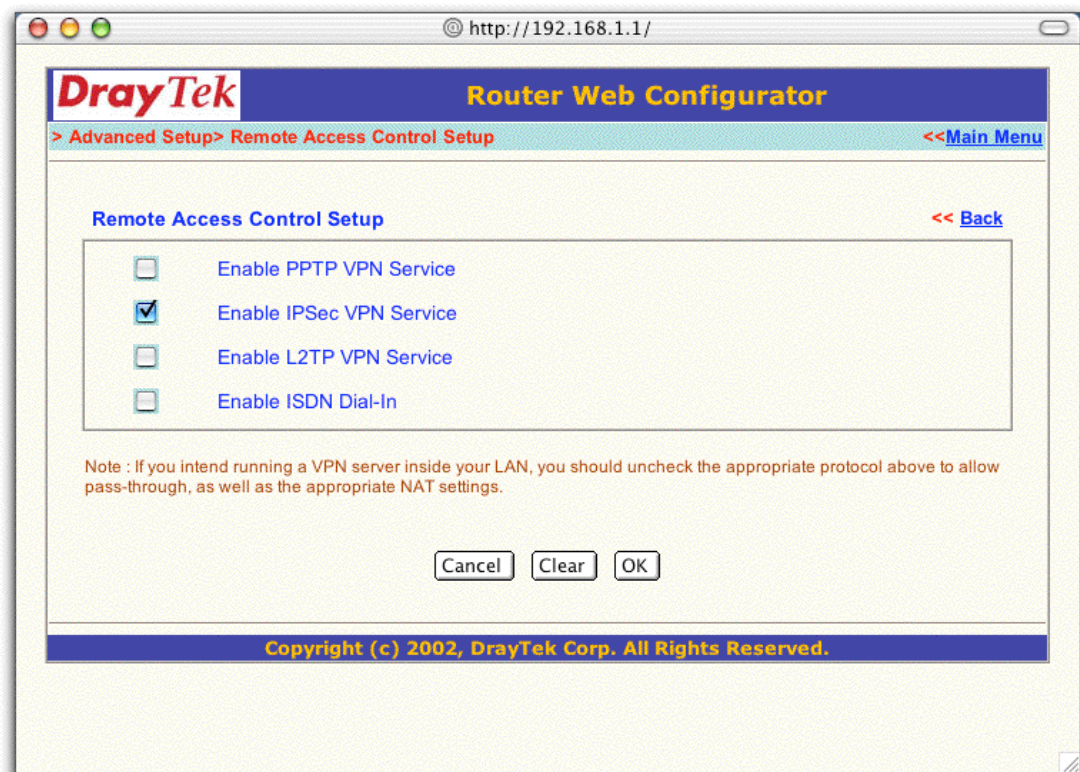 http://192.168.1.1/
DrayTek
Router Web Configurator
> Advanced Setup> Remote Access Control Setup
<<Main Menu
Remote Access Control Setup
<< Back
Enable PPTP VPN Service
Enable IPSec VPN Service
Enable L2TP VPN Service
Enable ISDN Dial-In
Note : If you intend running a VPN server inside your LAN, you should uncheck the appropriate protocol above to allow
pass-through, as well as the appropriate NAT settings.
Cancel
Clear
OK
Copyright (c) 2002, DrayTek Corp. All Rights Reserved.